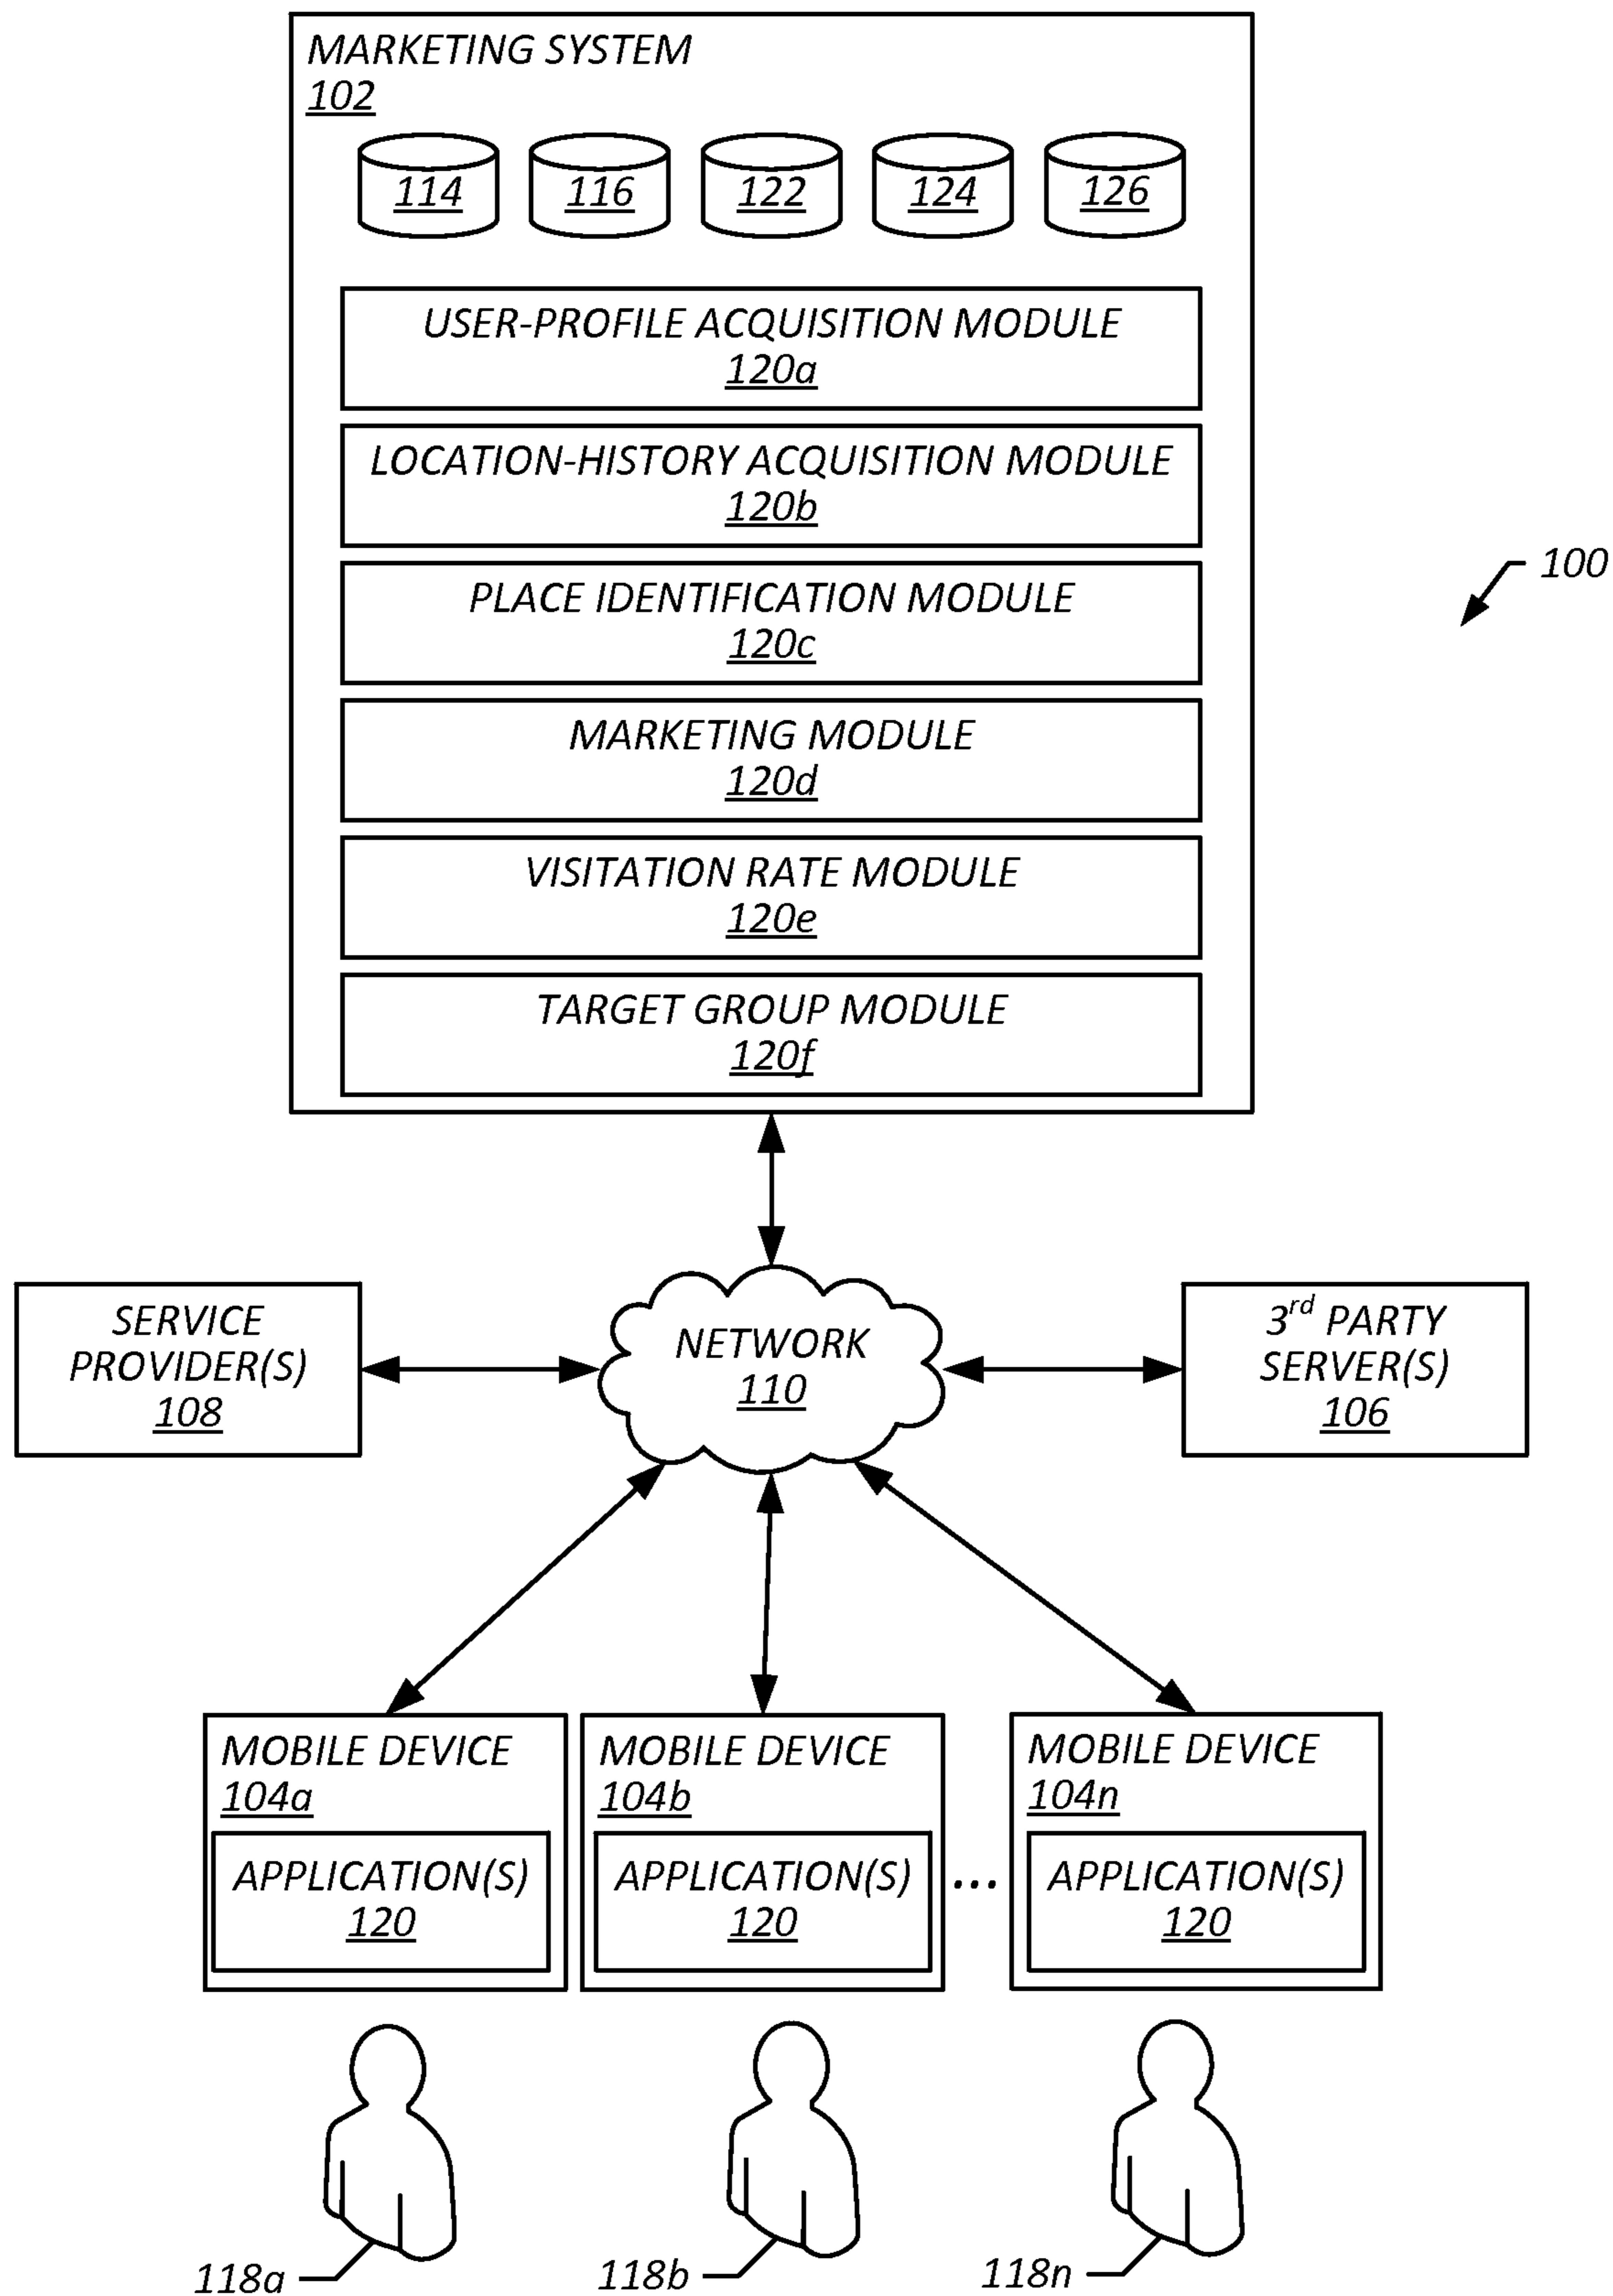 MARKETING SYSTEM
102
114 116 122 124 126
USER-PROFILE ACQUISITION MODULE
120a
LOCATION-HISTORY ACQUISITION MODULE
120b
PLACE IDENTIFICATION MODULE
120c
100
MARKETING MODULE
120d
VISITATION RATE MODULE
120e
TARGET GROUP MODULE
120f
SERVICE
PROVIDER(S)
108
NETWORK
110
3rd PARTY
SERVER(S)
106
MOBILE DEVICE
104a
APPLICATION(S)
120
MOBILE DEVICE
104b
APPLICATION(S)
120
...
MOBILE DEVICE
104n
APPLICATION(S)
120
118a
118b
118n